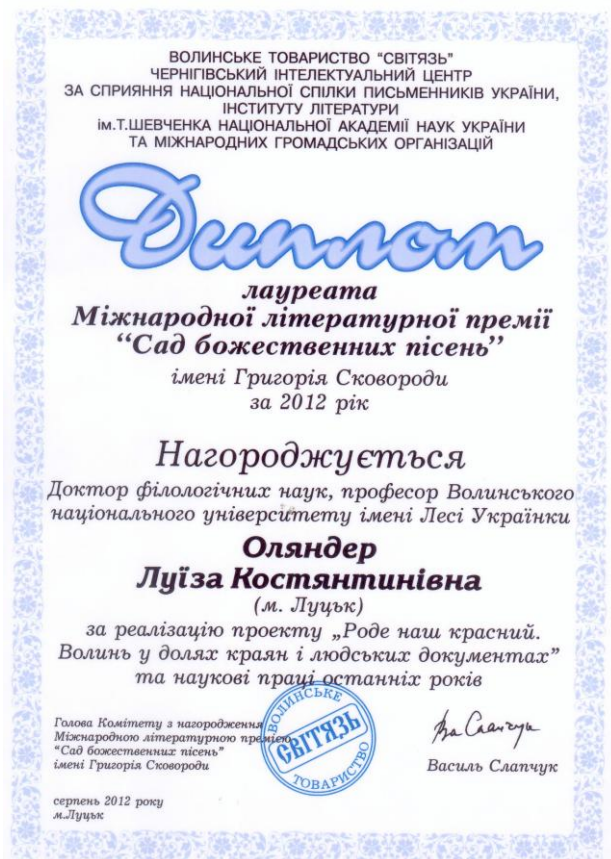 ВОЛИНСЬКЕ ТОВАРИСТВО “СВІТЯЗЬ”
ЧЕРНІГІВСЬКИЙ ІНТЕЛЕКТУАЛЬНИЙ ЦЕНТР
ЗА СПРИЯННЯ НАЦІОНАЛЬНОЇ СПІЛКИ ПИСЬМЕННИКІВ УКРАЇНИ,
ІНСТИТУТУ ЛІТЕРАТУРИ
ім.Т.ШЕВЧЕНКА НАЦІОНАЛЬНОЇ АКАДЕМІЇ НАУК УКРАЇНИ
ТА МІЖНАРОДНИХ ГРОМАДСЬКИХ ОРГАНІЗАЦІЙ
Диплом
лауреата
Міжнародної літературної премії
“Сад божественних пісень”
імені Григорія Сковороди
за 2012 рік
Нагороджується
Доктор філологічних наук, професор Волинського
національного університету імені Лесі Українки
Оляндер
Луїза Костянтинівна
(м. Луцьк)
за реалізацію проекту „Роде наш красний.
Волинь у долях краян і людських документах”
та наукові праці останніх років
Голова Комітету з нагородження
Міжнародною літературною премією
“Сад божественних пісень”
імені Григорія Сковороди
ВОЛИНСЬКЕ
СВІТЯЗЬ
ТОВАРИСТВО
Василь Слапчук
серпень 2012 року
м.Луцьк